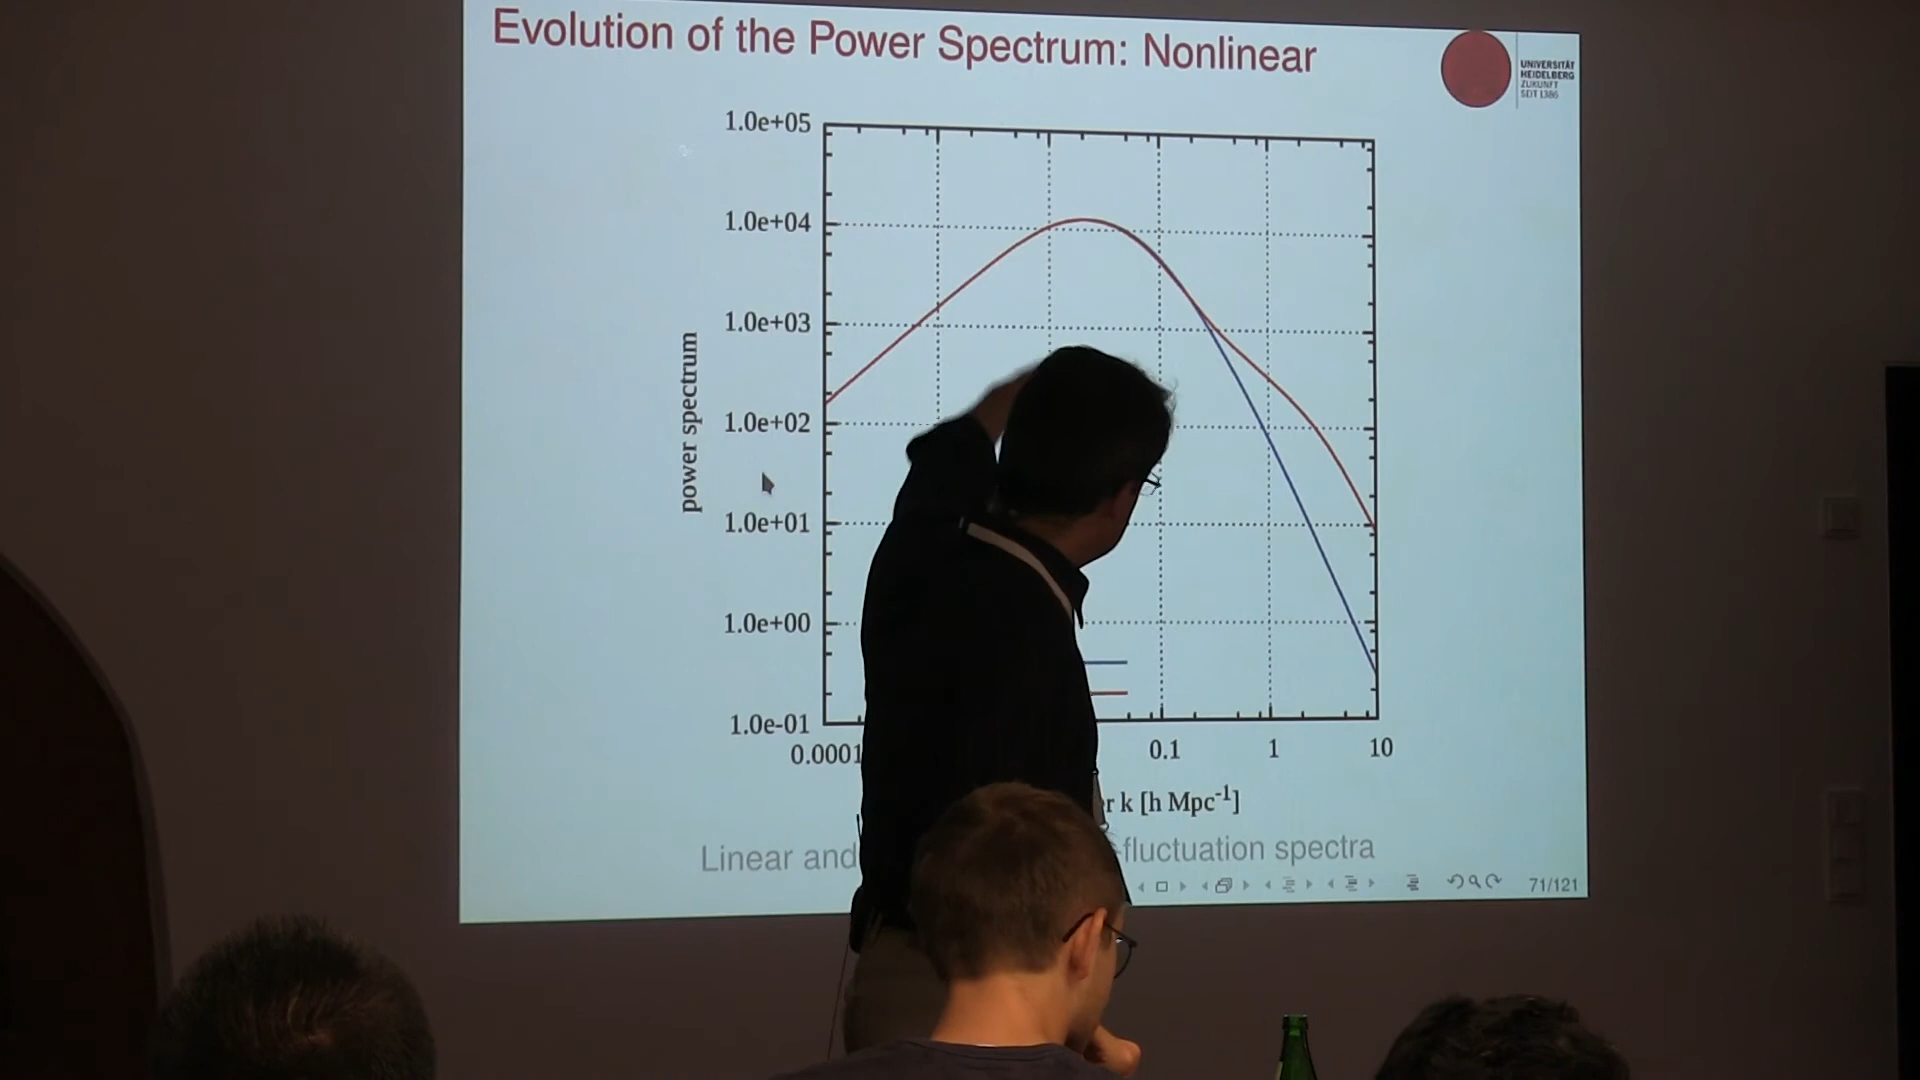 Evolution of the Power Spectrum: Nonlinear
UNIVERSITÄT
HEIDELBERG
ZUKUNFT
SEIT 1386
1.0e+05
1.0e+04
1.0e+03
1.0e+02
1.0e+01
1.0e+00
1.0e-01
power spectrum
0.0001
0.1
1
10
r k [h Mpc-1]
Linear and
fluctuation spectra
71/121